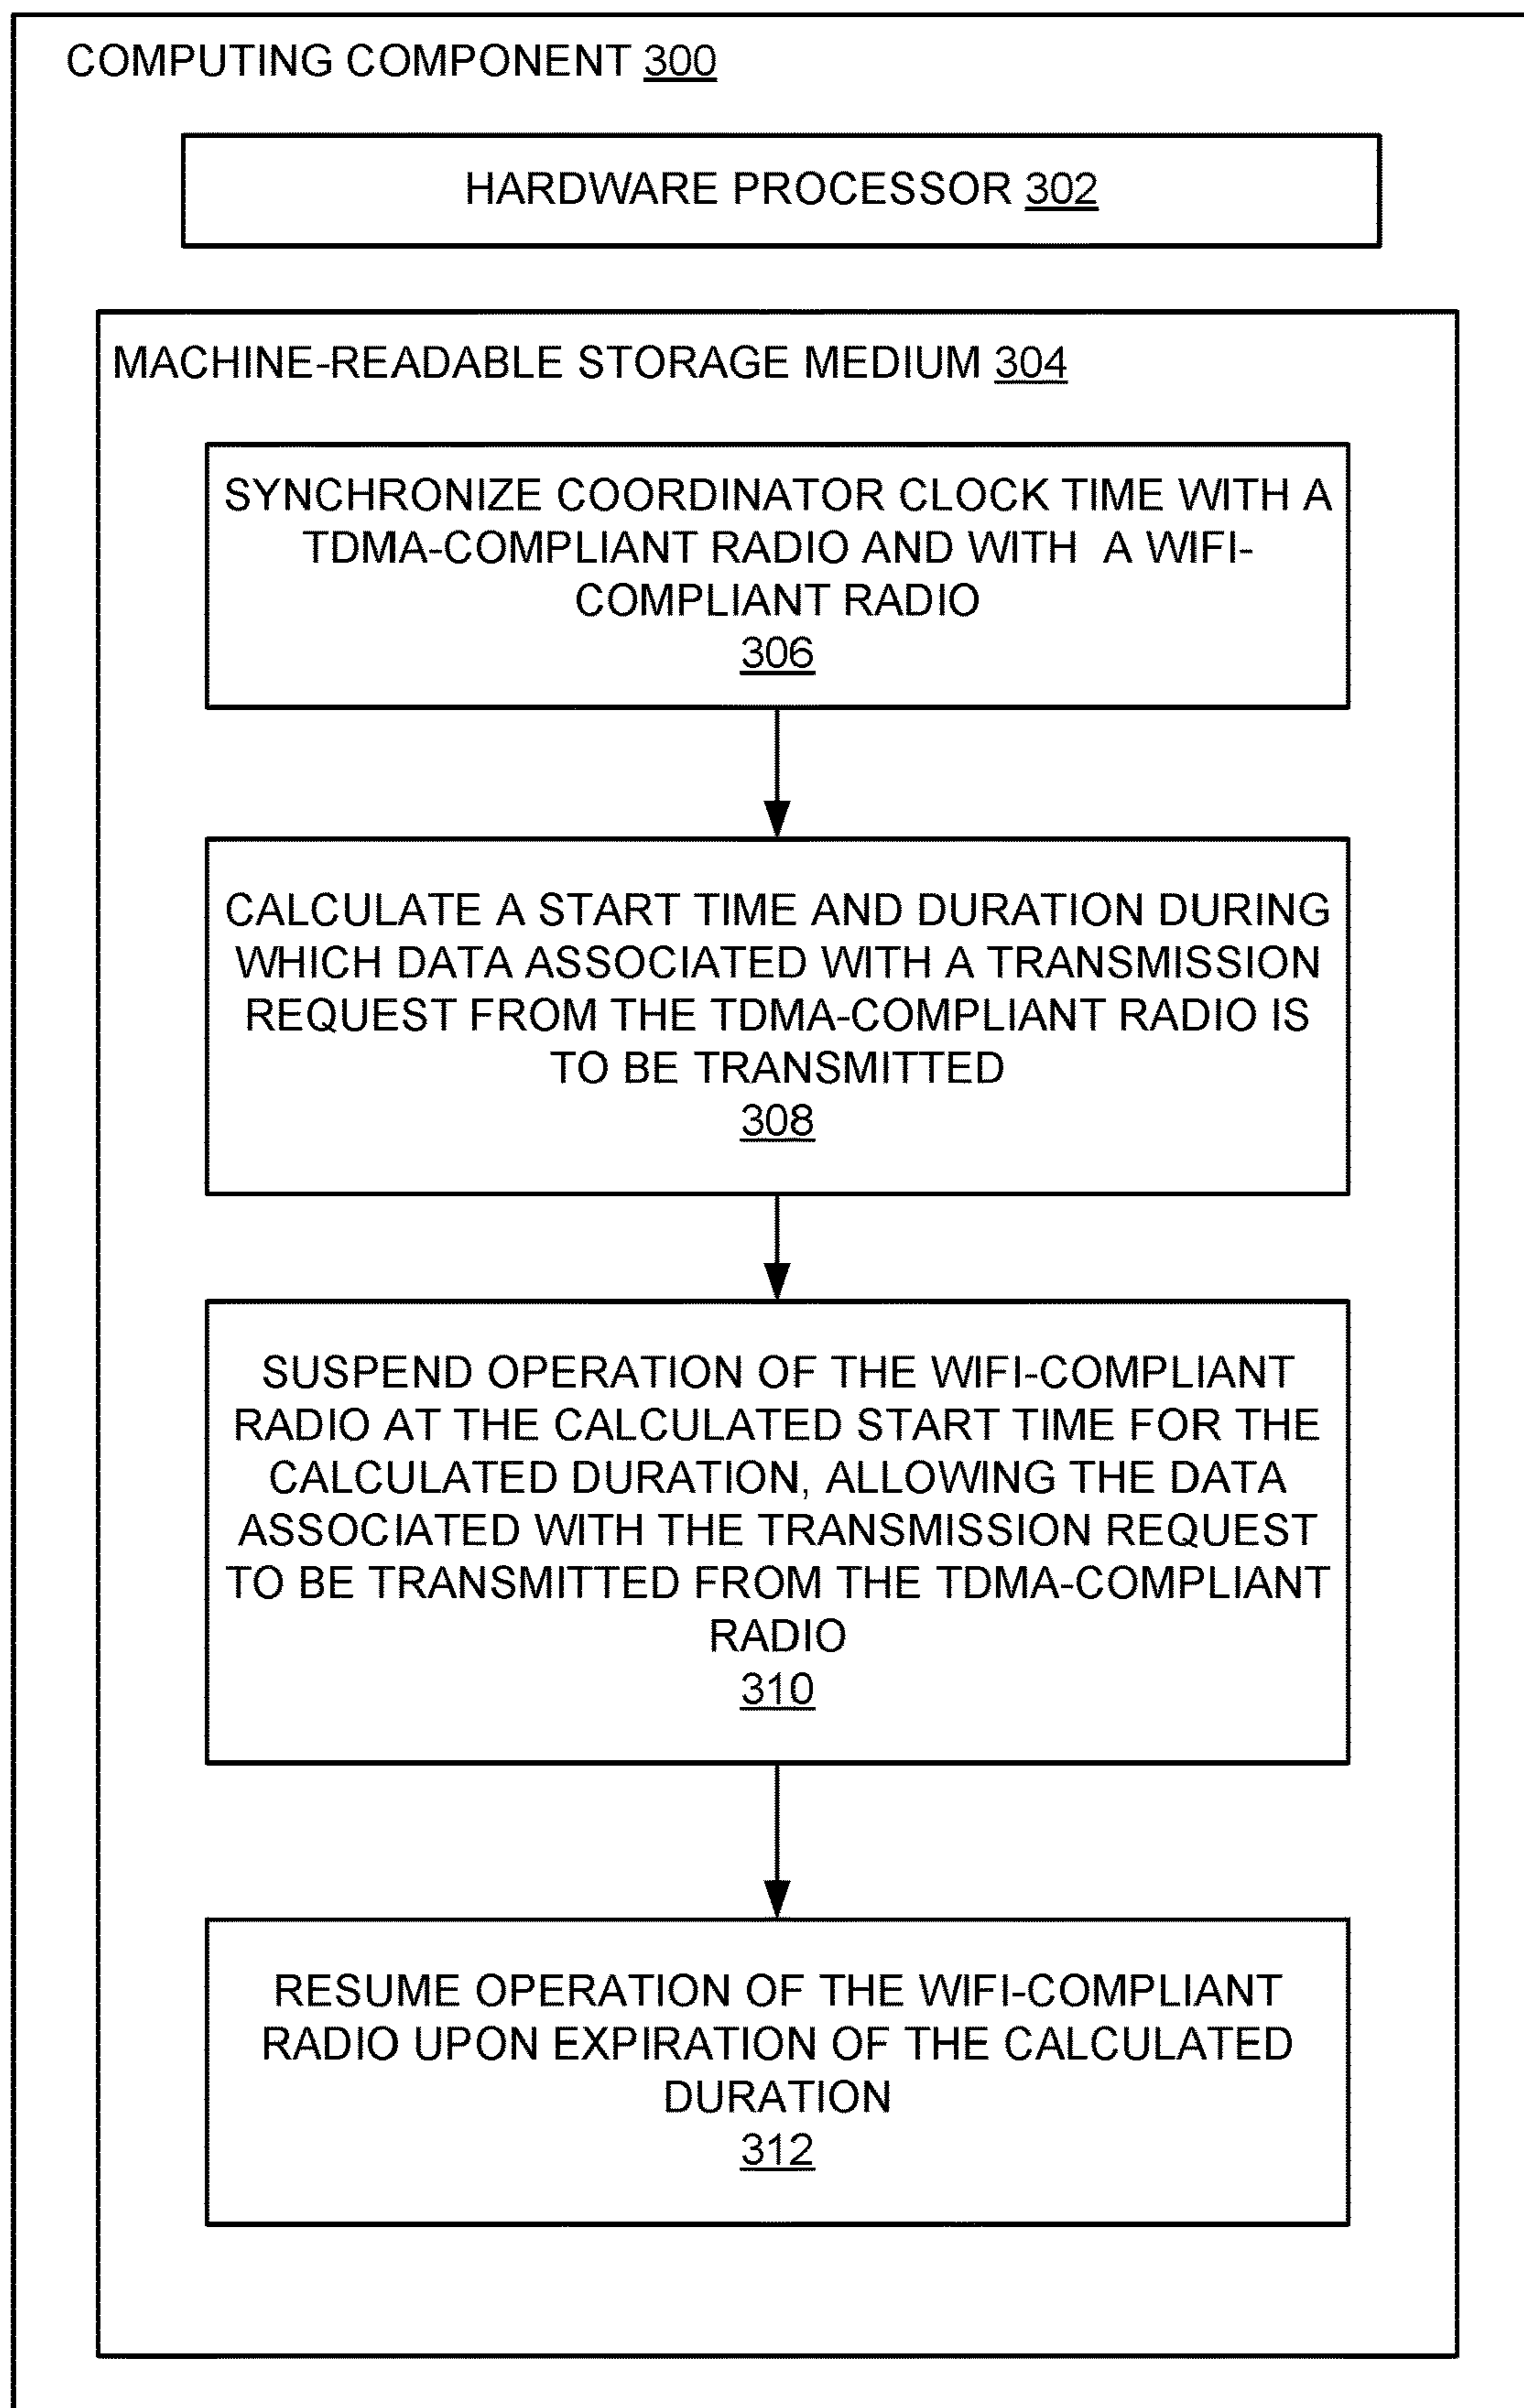 COMPUTING COMPONENT 300
HARDWARE PROCESSOR 302
MACHINE-READABLE STORAGE MEDIUM 304
SYNCHRONIZE COORDINATOR CLOCK TIME WITH A
TDMA-COMPLIANT RADIO AND WITH A WIFI-
COMPLIANT RADIO
306
CALCULATE A START TIME AND DURATION DURING
WHICH DATA ASSOCIATED WITH A TRANSMISSION
REQUEST FROM THE TDMA-COMPLIANT RADIO IS
TO BE TRANSMITTED
308
SUSPEND OPERATION OF THE WIFI-COMPLIANT
RADIO AT THE CALCULATED START TIME FOR THE
CALCULATED DURATION, ALLOWING THE DATA
ASSOCIATED WITH THE TRANSMISSION REQUEST
TO BE TRANSMITTED FROM THE TDMA-COMPLIANT
RADIO
310
RESUME OPERATION OF THE WIFI-COMPLIANT
RADIO UPON EXPIRATION OF THE CALCULATED
DURATION
312